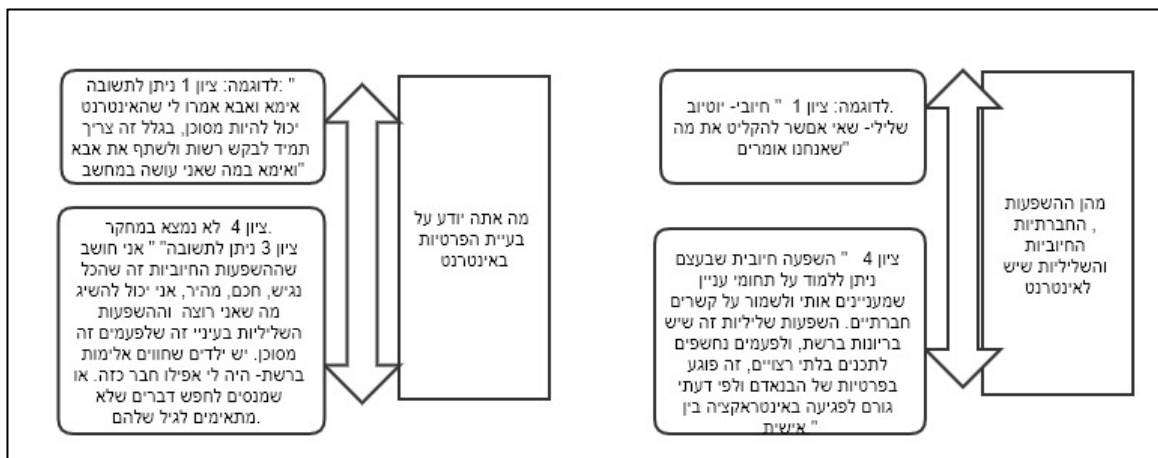 מהן ההשפעות
החברתיות ,
החיוביות
והשליליות שיש
לאינטרנט
לדוגמה: ציון 1 " חיובי- יוטיוב.
שלילי- שאי אםשר להקליט את מה
שאנחנו אומרים"
ציון 4 " השפעה חיובית שבעצם
ניתן ללמוד על תחומי עניין
שמעניינים אותי ולשמור על קשרים
חברתיים. השפעות שליליות זה שיש
בריונות ברשת, ולפעמים נחשפים
לתכנים בלתי רצויים, זה פוגע
בפרטיות של הבנאדם ולפי דעתי
גורם לפגיעה באינטראקציה בין
אישית."
מה אתה יודע על
בעיית הפרטיות
באינטרנט
לדוגמה: ציון 1 ניתן לתשובה: "
אימא ואבא אמרו לי שהאינטרנט
יכול להיות מסוכן, בגלל זה צריך
תמיד לבקש רשות ולשתף את אבא
ואימא במה שאני עושה במחשב"
ציון 4 לא נמצא במחקר.
ציון 3 ניתן לתשובה" " אני חושב
שההשפעות החיוביות זה שהכל
נגיש, חכם, מהיר, אני יכול להשיג
מה שאני רוצה וההשפעות
השליליות בעיניי זה שלפעמים זה
מסוכן. יש ילדים שחווים אלימות
ברשת- היה לי אפילו חבר כזה. או
שמנסים לחפש דברים שלא
מתאימים לגיל שלהם.